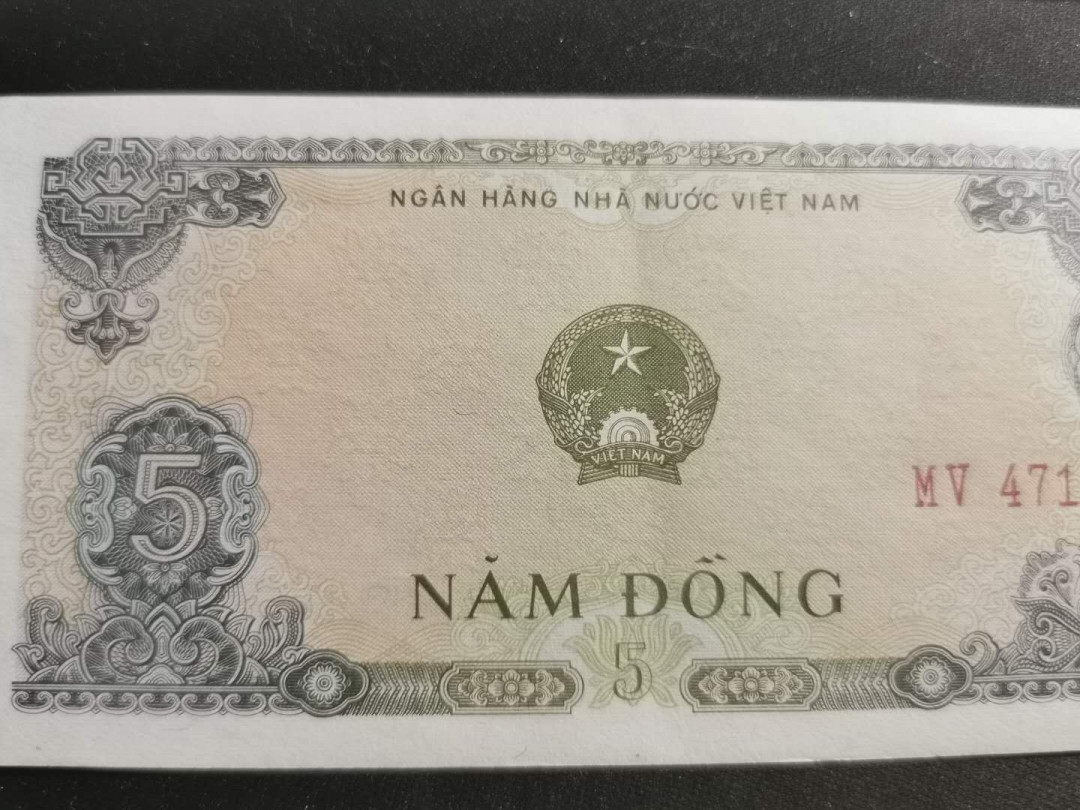 NGÂN HÀNG NHÀ NƯỚC VIỆT NAM
VIỆT NAM
5
MV 471
NĂM ĐỒNG
5